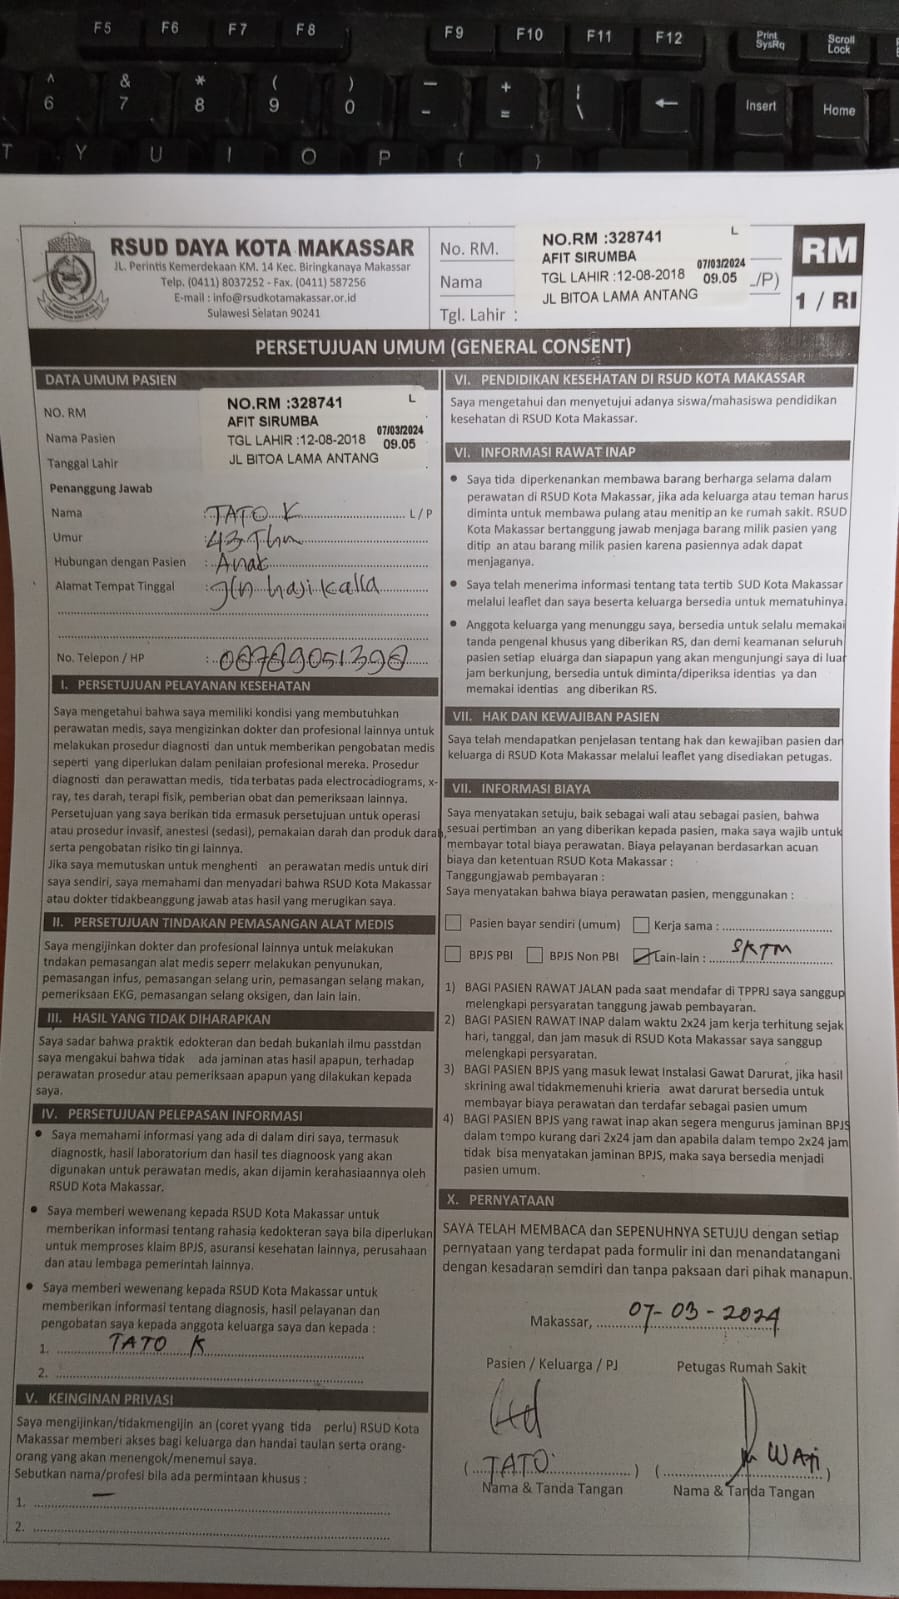 F5 F6 F7 F8 F9 F10 F11 F12 Print SysRq Scroll Lock
^ 6 & 7 * 8 ( 9 ) 0 — - + = ¦ \ ← Insert Home
T Y U I O P { }
RSUD DAYA KOTA MAKASSAR
JL. Perintis Kemerdekaan KM. 14 Kec. Biringkanaya Makassar
Telp. (0411) 8037252 - Fax. (0411) 587256
E-mail : info@rsudkotamakassar.or.id
Sulawesi Selatan 90241
No. RM.
Nama
Tgl. Lahir :
NO.RM :328741 L
AFIT SIRUMBA 07/03/2024
TGL LAHIR :12-08-2018 09.05
JL BITOA LAMA ANTANG
/P)
RM
1 / RI
PERSETUJUAN UMUM (GENERAL CONSENT)
DATA UMUM PASIEN
NO. RM
Nama Pasien
Tanggal Lahir
NO.RM :328741 L
AFIT SIRUMBA 07/03/2024
TGL LAHIR :12-08-2018 09.05
JL BITOA LAMA ANTANG
Penanggung Jawab
Nama : TATO K L / P
Umur : 43 Thn
Hubungan dengan Pasien : Anak
Alamat Tempat Tinggal : Jln haji kalla
No. Telepon / HP :
I. PERSETUJUAN PELAYANAN KESEHATAN
Saya mengetahui bahwa saya memiliki kondisi yang membutuhkan
perawatan medis, saya mengizinkan dokter dan profesional lainnya untuk
melakukan prosedur diagnosti dan untuk memberikan pengobatan medis
seperti yang diperlukan dalam penilaian profesional mereka. Prosedur
diagnosti dan perawattan medis, tida terbatas pada electrocadiograms, x-
ray, tes darah, terapi fisik, pemberian obat dan pemeriksaan lainnya.
Persetujuan yang saya berikan tida ermasuk persetujuan untuk operasi
atau prosedur invasif, anestesi (sedasi), pemakaian darah dan produk darah,
serta pengobatan risiko tin gi lainnya.
Jika saya memutuskan untuk menghenti an perawatan medis untuk diri
saya sendiri, saya memahami dan menyadari bahwa RSUD Kota Makassar
atau dokter tidakbeanggung jawab atas hasil yang merugikan saya.
II. PERSETUJUAN TINDAKAN PEMASANGAN ALAT MEDIS
Saya mengijinkan dokter dan profesional lainnya untuk melakukan
tndakan pemasangan alat medis seperr melakukan penyunukan,
pemasangan infus, pemasangan selang urin, pemasangan selang makan,
pemeriksaan EKG, pemasangan selang oksigen, dan lain lain.
III. HASIL YANG TIDAK DIHARAPKAN
Saya sadar bahwa praktik edokteran dan bedah bukanlah ilmu passtdan
saya mengakui bahwa tidak ada jaminan atas hasil apapun, terhadap
perawatan prosedur atau pemeriksaan apapun yang dilakukan kepada
saya.
IV. PERSETUJUAN PELEPASAN INFORMASI
• Saya memahami informasi yang ada di dalam diri saya, termasuk
diagnostk, hasil laboratorium dan hasil tes diagnoosk yang akan
digunakan untuk perawatan medis, akan dijamin kerahasiaannya oleh
RSUD Kota Makassar.
• Saya memberi wewenang kepada RSUD Kota Makassar untuk
memberikan informasi tentang rahasia kedokteran saya bila diperlukan
untuk memproses klaim BPJS, asuransi kesehatan lainnya, perusahaan
dan atau lembaga pemerintah lainnya.
• Saya memberi wewenang kepada RSUD Kota Makassar untuk
memberikan informasi tentang diagnosis, hasil pelayanan dan
pengobatan saya kepada anggota keluarga saya dan kepada :
1. TATO K
2.
V. KEINGINAN PRIVASI
Saya mengijinkan/tidakmengijin an (coret yyang tida perlu) RSUD Kota
Makassar memberi akses bagi keluarga dan handai taulan serta orang-
orang yang akan menengok/menemui saya.
Sebutkan nama/profesi bila ada permintaan khusus :
1. —
2.
VI. PENDIDIKAN KESEHATAN DI RSUD KOTA MAKASSAR
Saya mengetahui dan menyetujui adanya siswa/mahasiswa pendidikan
kesehatan di RSUD Kota Makassar.
VI. INFORMASI RAWAT INAP
• Saya tida diperkenankan membawa barang berharga selama dalam
perawatan di RSUD Kota Makassar, jika ada keluarga atau teman harus
diminta untuk membawa pulang atau menitip an ke rumah sakit. RSUD
Kota Makassar bertanggung jawab menjaga barang milik pasien yang
ditip an atau barang milik pasien karena pasiennya adak dapat
menjaganya.
• Saya telah menerima informasi tentang tata tertib SUD Kota Makassar
melalui leaflet dan saya beserta keluarga bersedia untuk mematuhinya.
• Anggota keluarga yang menunggu saya, bersedia untuk selalu memakai
tanda pengenal khusus yang diberikan RS, dan demi keamanan seluruh
pasien setiap eluarga dan siapapun yang akan mengunjungi saya di luar
jam berkunjung, bersedia untuk diminta/diperiksa identias ya dan
memakai identias ang diberikan RS.
VII. HAK DAN KEWAJIBAN PASIEN
Saya telah mendapatkan penjelasan tentang hak dan kewajiban pasien dan
keluarga di RSUD Kota Makassar melalui leaflet yang disediakan petugas.
VII. INFORMASI BIAYA
Saya menyatakan setuju, baik sebagai wali atau sebagai pasien, bahwa
sesuai pertimban an yang diberikan kepada pasien, maka saya wajib untuk
membayar total biaya perawatan. Biaya pelayanan berdasarkan acuan
biaya dan ketentuan RSUD Kota Makassar :
Tanggungjawab pembayaran :
Saya menyatakan bahwa biaya perawatan pasien, menggunakan :
Pasien bayar sendiri (umum) Kerja sama :
BPJS PBI BPJS Non PBI Lain-lain : SKTM
1) BAGI PASIEN RAWAT JALAN pada saat mendafar di TPPRJ saya sanggup
melengkapi persyaratan tanggung jawab pembayaran.
2) BAGI PASIEN RAWAT INAP dalam waktu 2x24 jam kerja terhitung sejak
hari, tanggal, dan jam masuk di RSUD Kota Makassar saya sanggup
melengkapi persyaratan.
3) BAGI PASIEN BPJS yang masuk lewat Instalasi Gawat Darurat, jika hasil
skrining awal tidakmemenuhi krieria awat darurat bersedia untuk
membayar biaya perawatan dan terdafar sebagai pasien umum
4) BAGI PASIEN BPJS yang rawat inap akan segera mengurus jaminan BPJS
dalam tempo kurang dari 2x24 jam dan apabila dalam tempo 2x24 jam
tidak bisa menyatakan jaminan BPJS, maka saya bersedia menjadi
pasien umum.
X. PERNYATAAN
SAYA TELAH MEMBACA dan SEPENUHNYA SETUJU dengan setiap
pernyataan yang terdapat pada formulir ini dan menandatangani
dengan kesadaran semdiri dan tanpa paksaan dari pihak manapun.
Makassar, 07-03-2024
Pasien / Keluarga / PJ Petugas Rumah Sakit
( TATO ) ( WATI )
Nama & Tanda Tangan Nama & Tanda Tangan